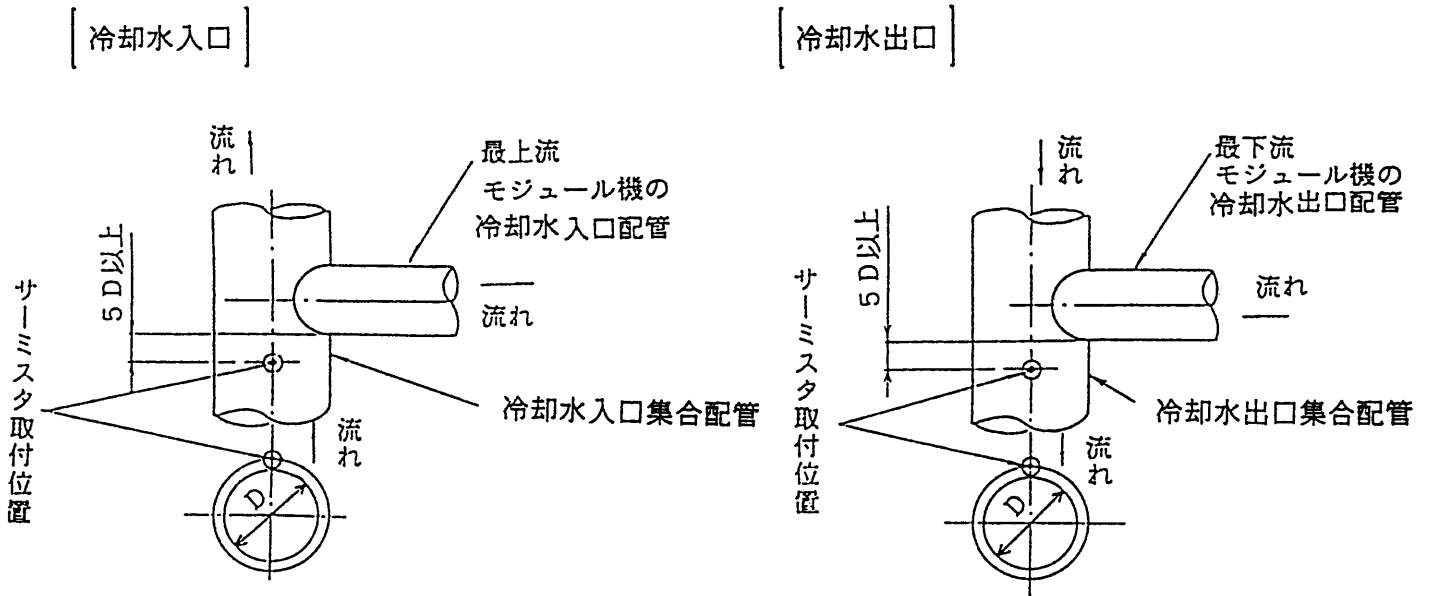 冷却水入口
流れ
最上流
モジュール機の
冷却水入口配管
5D以上
流れ
サーミスタ取付位置
冷却水入口集合配管
流れ
D
冷却水出口
流れ
最下流
モジュール機の
冷却水出口配管
5D以上
流れ
サーミスタ取付位置
冷却水出口集合配管
流れ
D